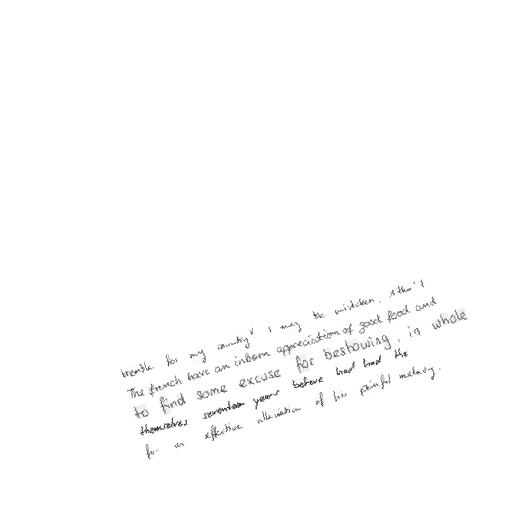 tremble for my country" I may be mistaken.
The french have an inborn appreciation of good food and
to find some excuse for bestowing, in whole
themselves seventeen years before had had the
for an effective alleviation of his painful malady.